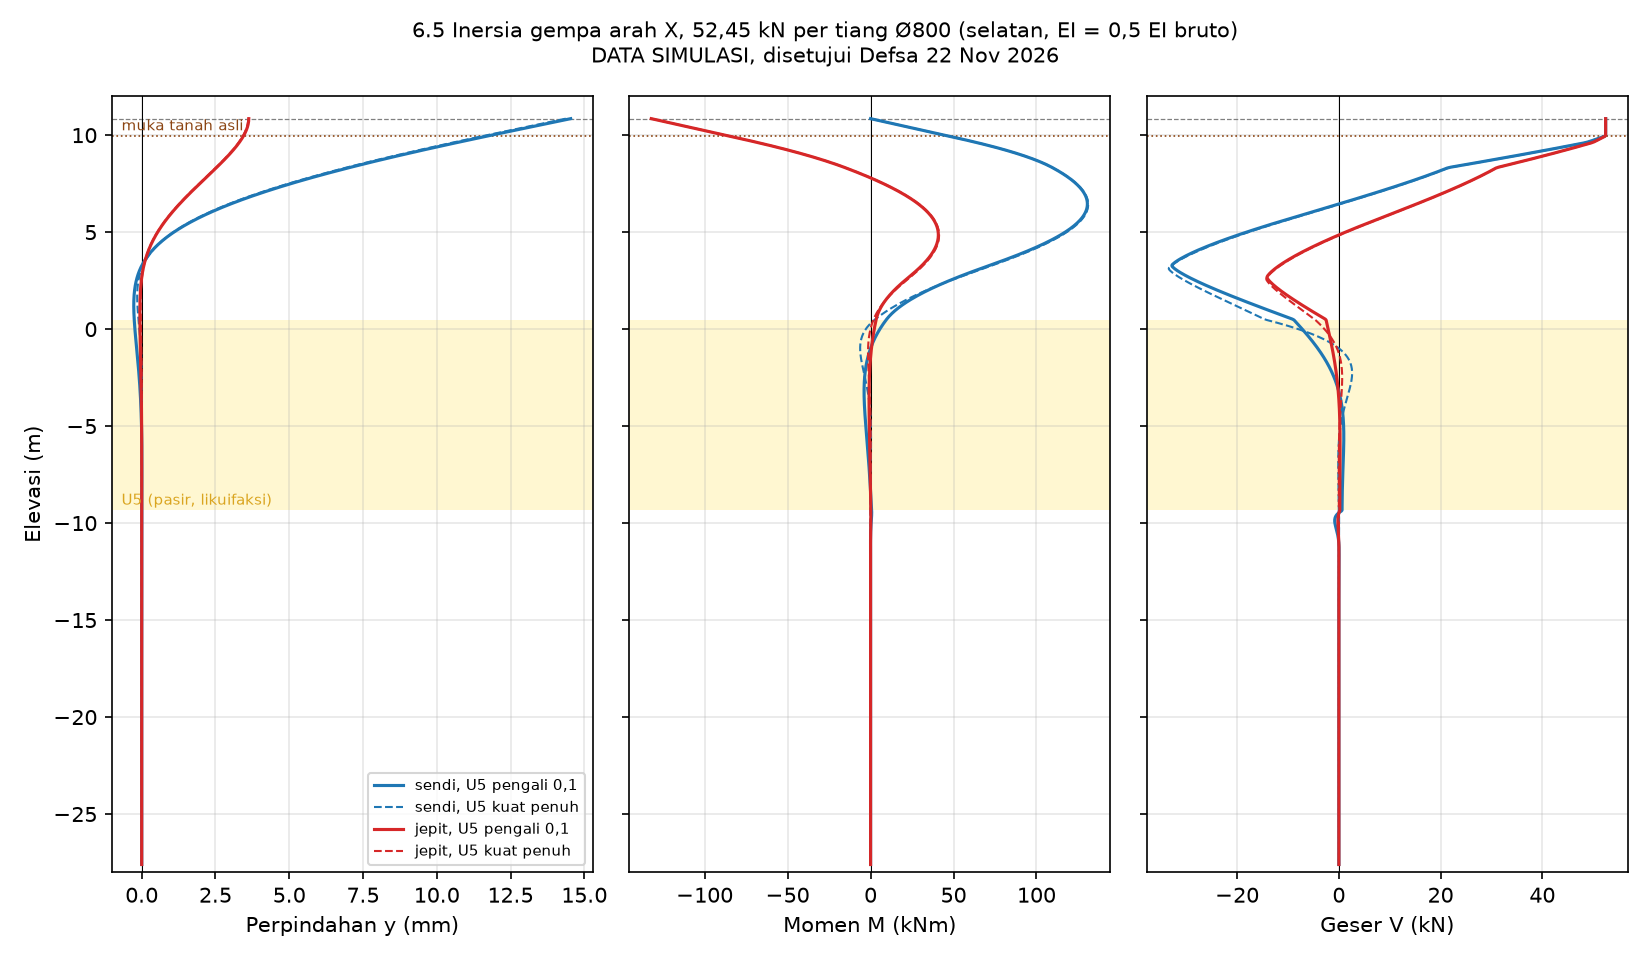 6.5 Inersia gempa arah X, 52,45 kN per tiang Ø800 (selatan, EI = 0,5 EI bruto)
DATA SIMULASI, disetujui Defsa 22 Nov 2026
muka tanah asli
U5 (pasir, likuifaksi)
Elevasi (m)
10
5
0
−5
−10
−15
−20
−25
sendi, U5 pengali 0,1
sendi, U5 kuat penuh
jepit, U5 pengali 0,1
jepit, U5 kuat penuh
0.0 2.5 5.0 7.5 10.0 12.5 15.0
Perpindahan y (mm)
−100 −50 0 50 100
Momen M (kNm)
−20 0 20 40
Geser V (kN)